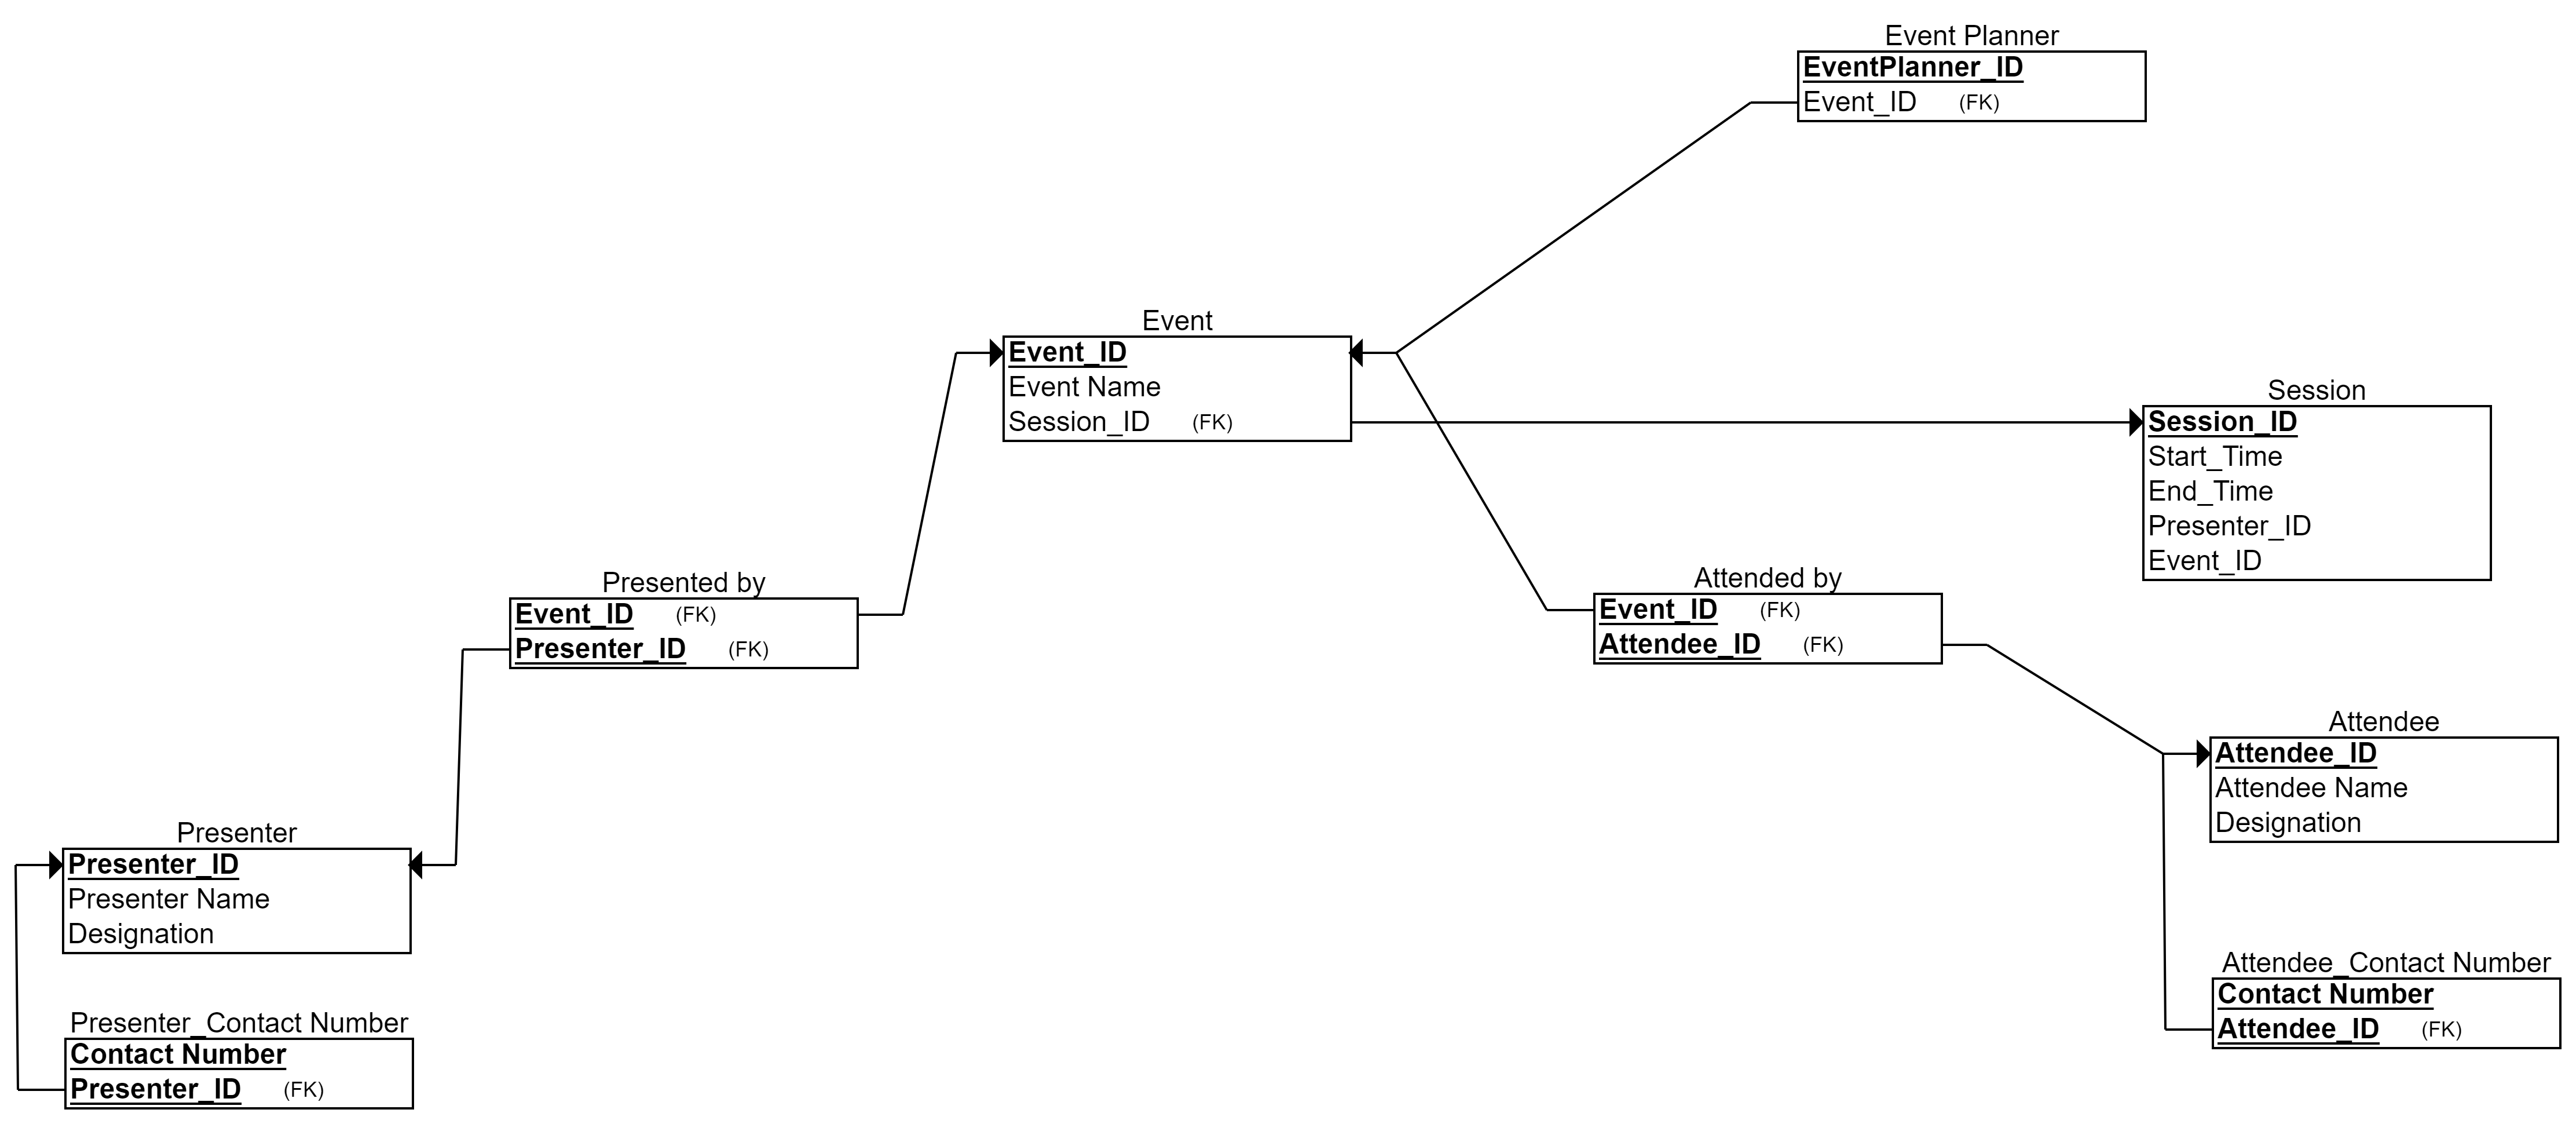 Event Planner
EventPlanner_ID
Event_ID (FK)
Event
Event_ID
Event Name
Session_ID (FK)
Session
Session_ID
Start_Time
End_Time
Presenter_ID
Event_ID
Presented by
Event_ID (FK)
Presenter_ID (FK)
Attended by
Event_ID (FK)
Attendee_ID (FK)
Attendee
Attendee_ID
Attendee Name
Designation
Presenter
Presenter_ID
Presenter Name
Designation
Attendee_Contact Number
Contact Number
Attendee_ID (FK)
Presenter_Contact Number
Contact Number
Presenter_ID (FK)